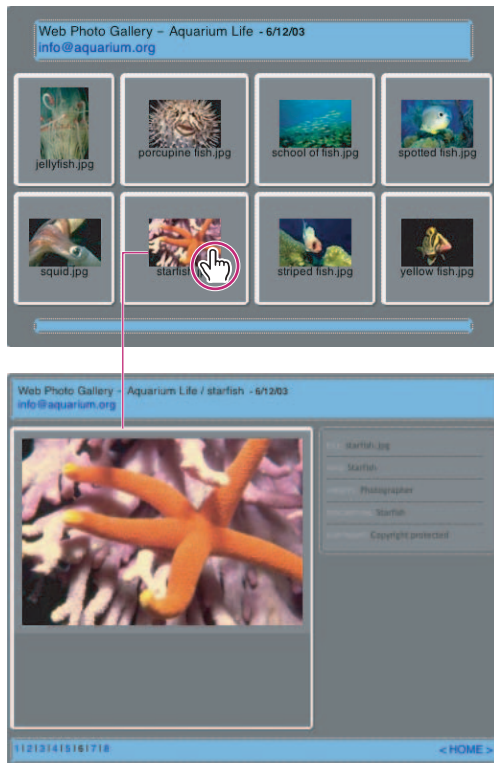 Web Photo Gallery – Aquarium Life - 6/12/03
info@aquarium.org
jellyfish.jpg
porcupine fish.jpg
school of fish.jpg
spotted fish.jpg
squid.jpg
starfish
striped fish.jpg
yellow fish.jpg
Web Photo Gallery – Aquarium Life / starfish - 6/12/03
info@aquarium.org
starfish.jpg
Starfish
Photographer
Starfish
Copyright protected
1|2|3|4|5|6|7|8
< HOME >